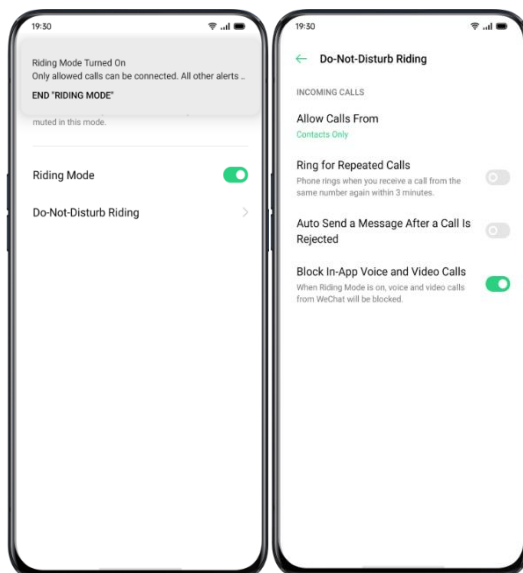 19:30
Riding Mode Turned On
Only allowed calls can be connected. All other alerts ..
END "RIDING MODE"
muted in this mode.
Riding Mode
Do-Not-Disturb Riding
19:30
Do-Not-Disturb Riding
INCOMING CALLS
Allow Calls From
Contacts Only
Ring for Repeated Calls
Phone rings when you receive a call from the
same number again within 3 minutes.
Auto Send a Message After a Call Is
Rejected
Block In-App Voice and Video Calls
When Riding Mode is on, voice and video calls
from WeChat will be blocked.